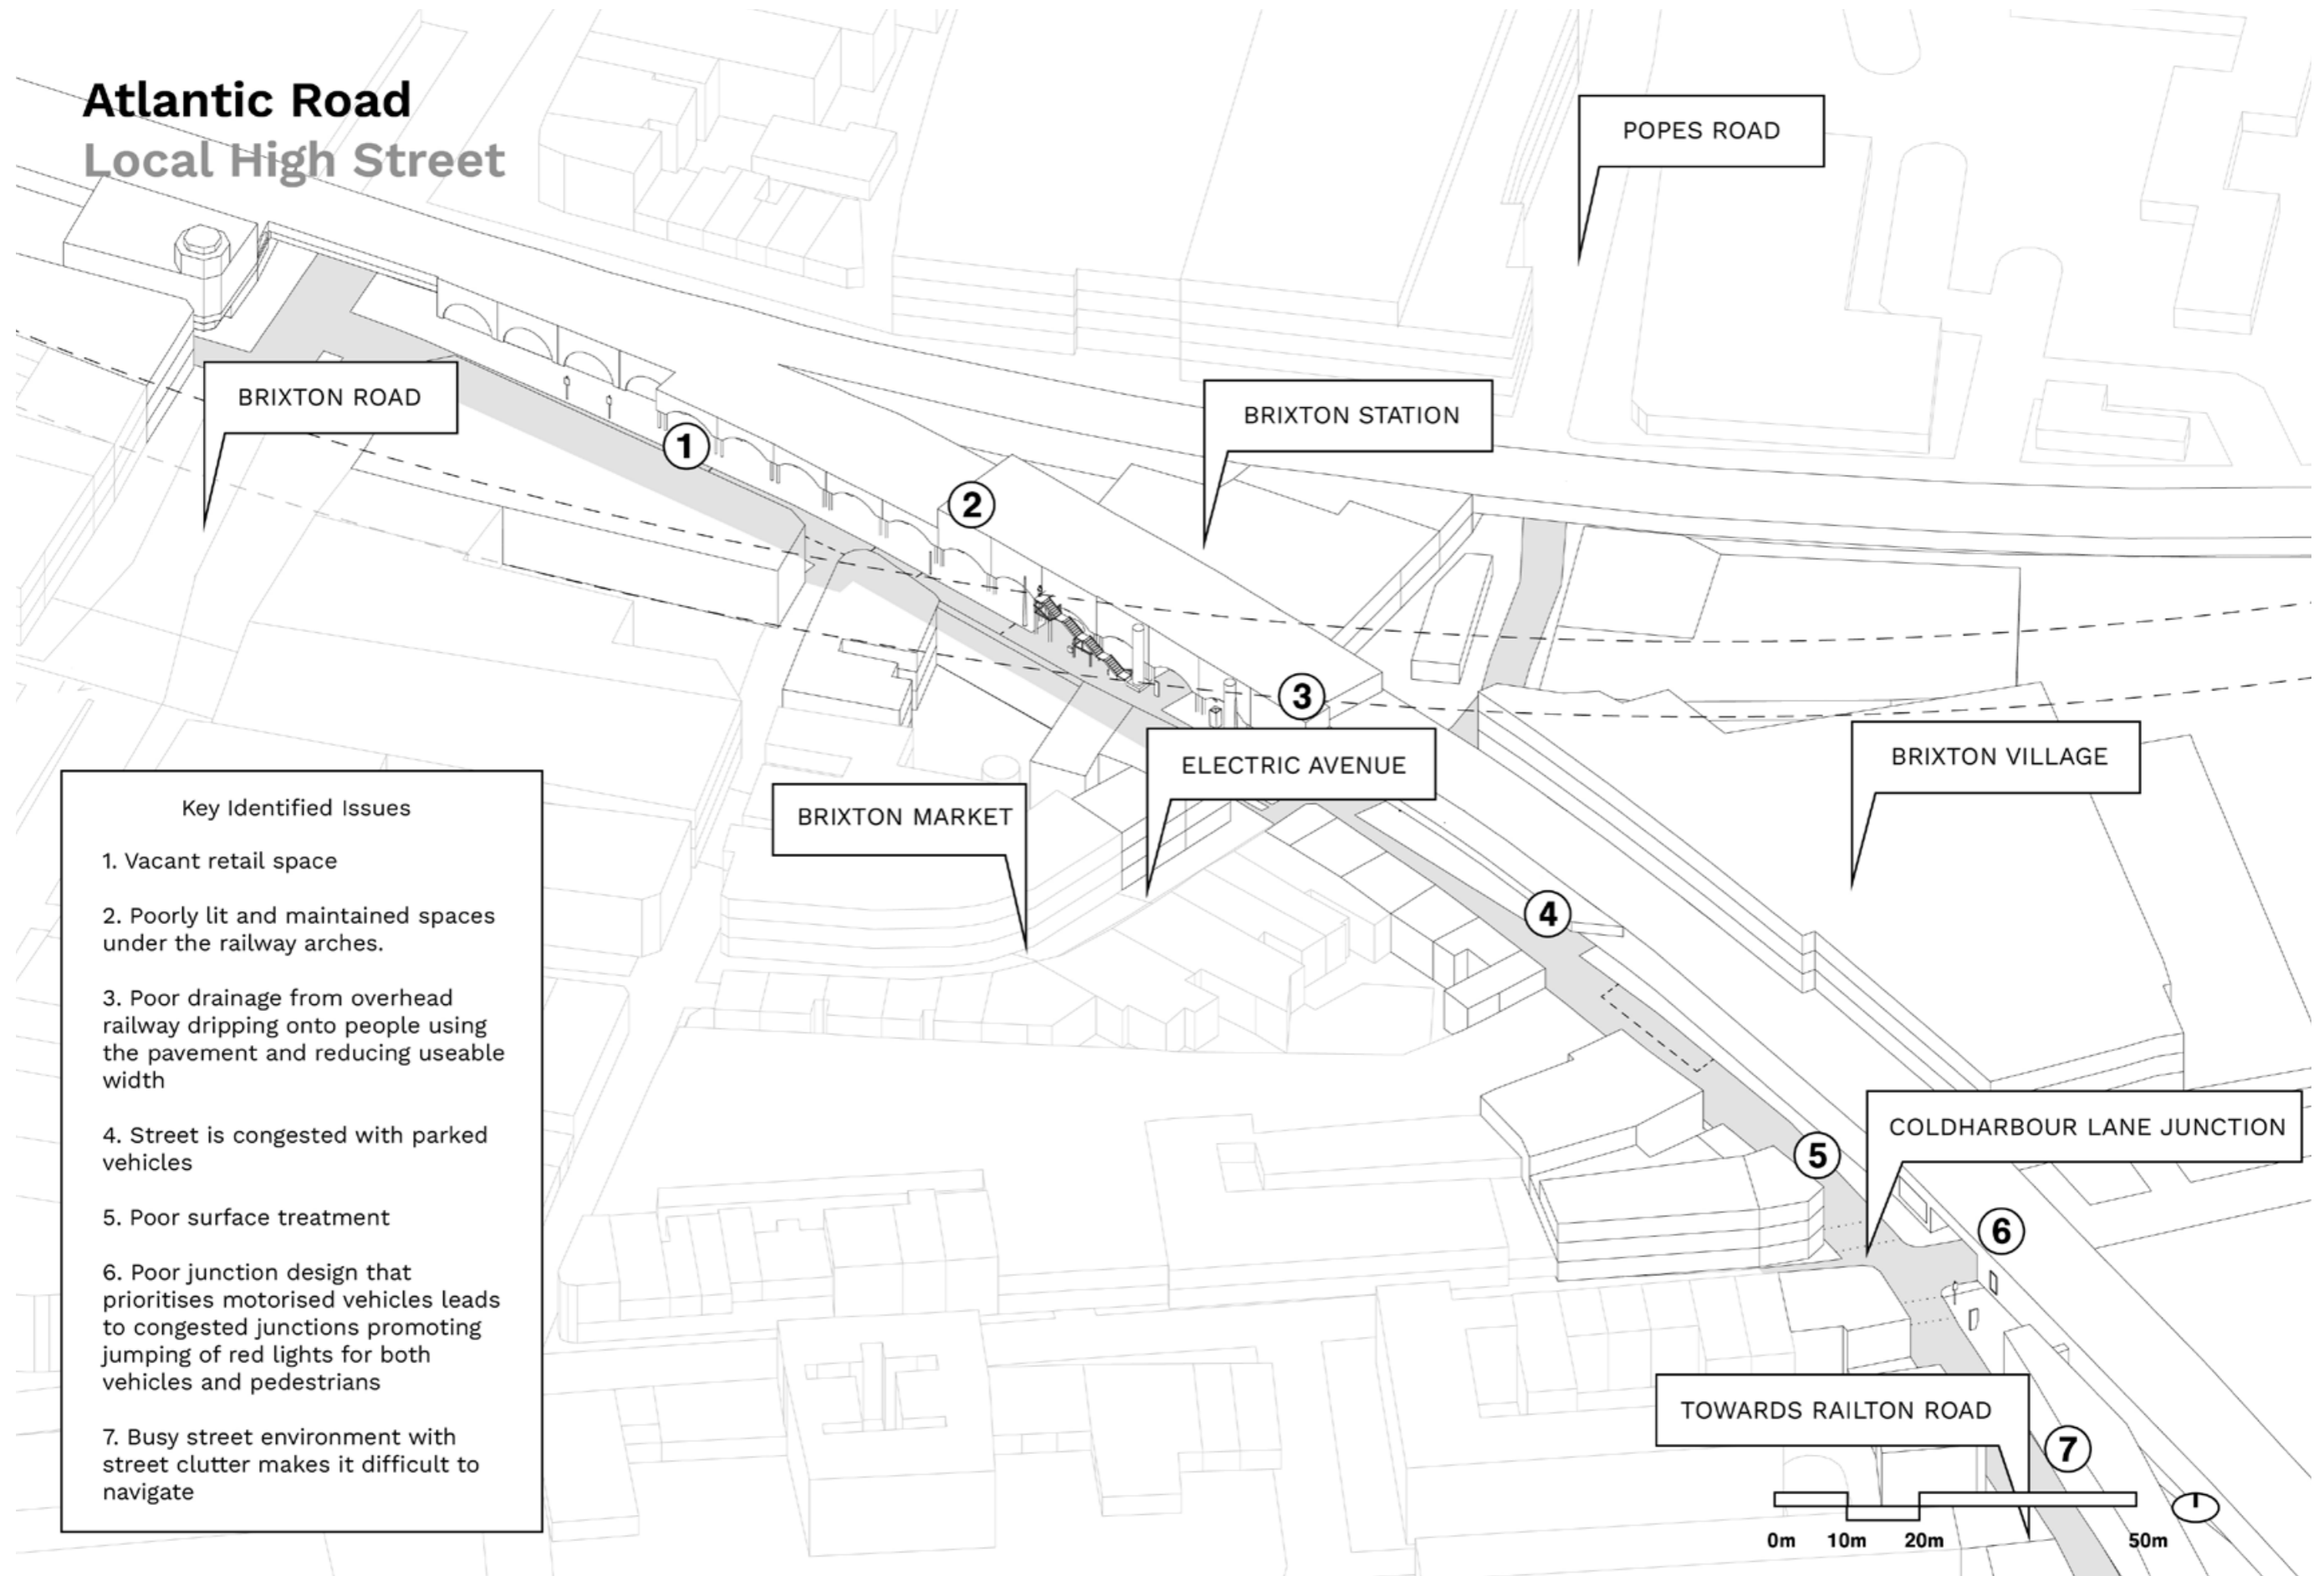 Atlantic Road
Local High Street
POPES ROAD
BRIXTON ROAD
BRIXTON STATION
1
2
3
BRIXTON VILLAGE
ELECTRIC AVENUE
BRIXTON MARKET
4
COLDHARBOUR LANE JUNCTION
5
6
TOWARDS RAILTON ROAD
7
Key Identified Issues
1. Vacant retail space
2. Poorly lit and maintained spaces
under the railway arches.
3. Poor drainage from overhead
railway dripping onto people using
the pavement and reducing useable
width
4. Street is congested with parked
vehicles
5. Poor surface treatment
6. Poor junction design that
prioritises motorised vehicles leads
to congested junctions promoting
jumping of red lights for both
vehicles and pedestrians
7. Busy street environment with
street clutter makes it difficult to
navigate
0m 10m 20m 50m